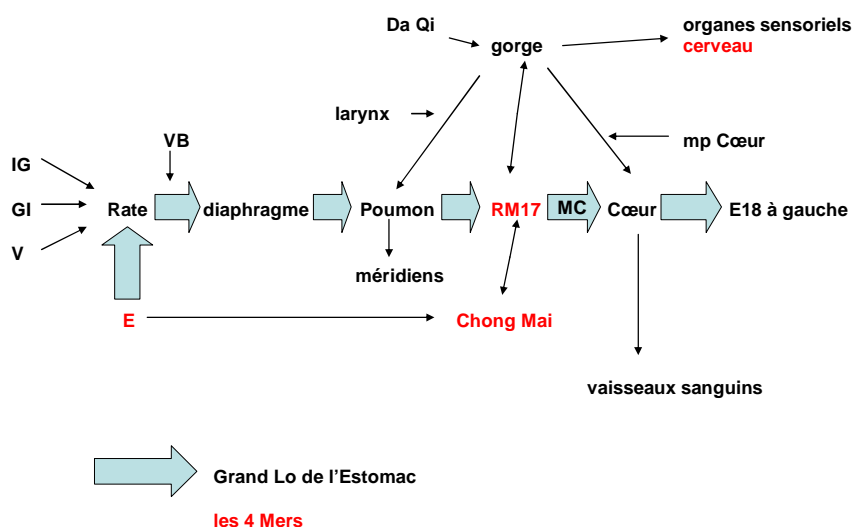 Da Qi
organes sensoriels
cerveau
gorge
larynx
mp Cœur
VB
IG
GI
V
Rate
diaphragme
Poumon
RM17
MC
Cœur
E18 à gauche
méridiens
E
Chong Mai
vaisseaux sanguins
Grand Lo de l'Estomac
les 4 Mers